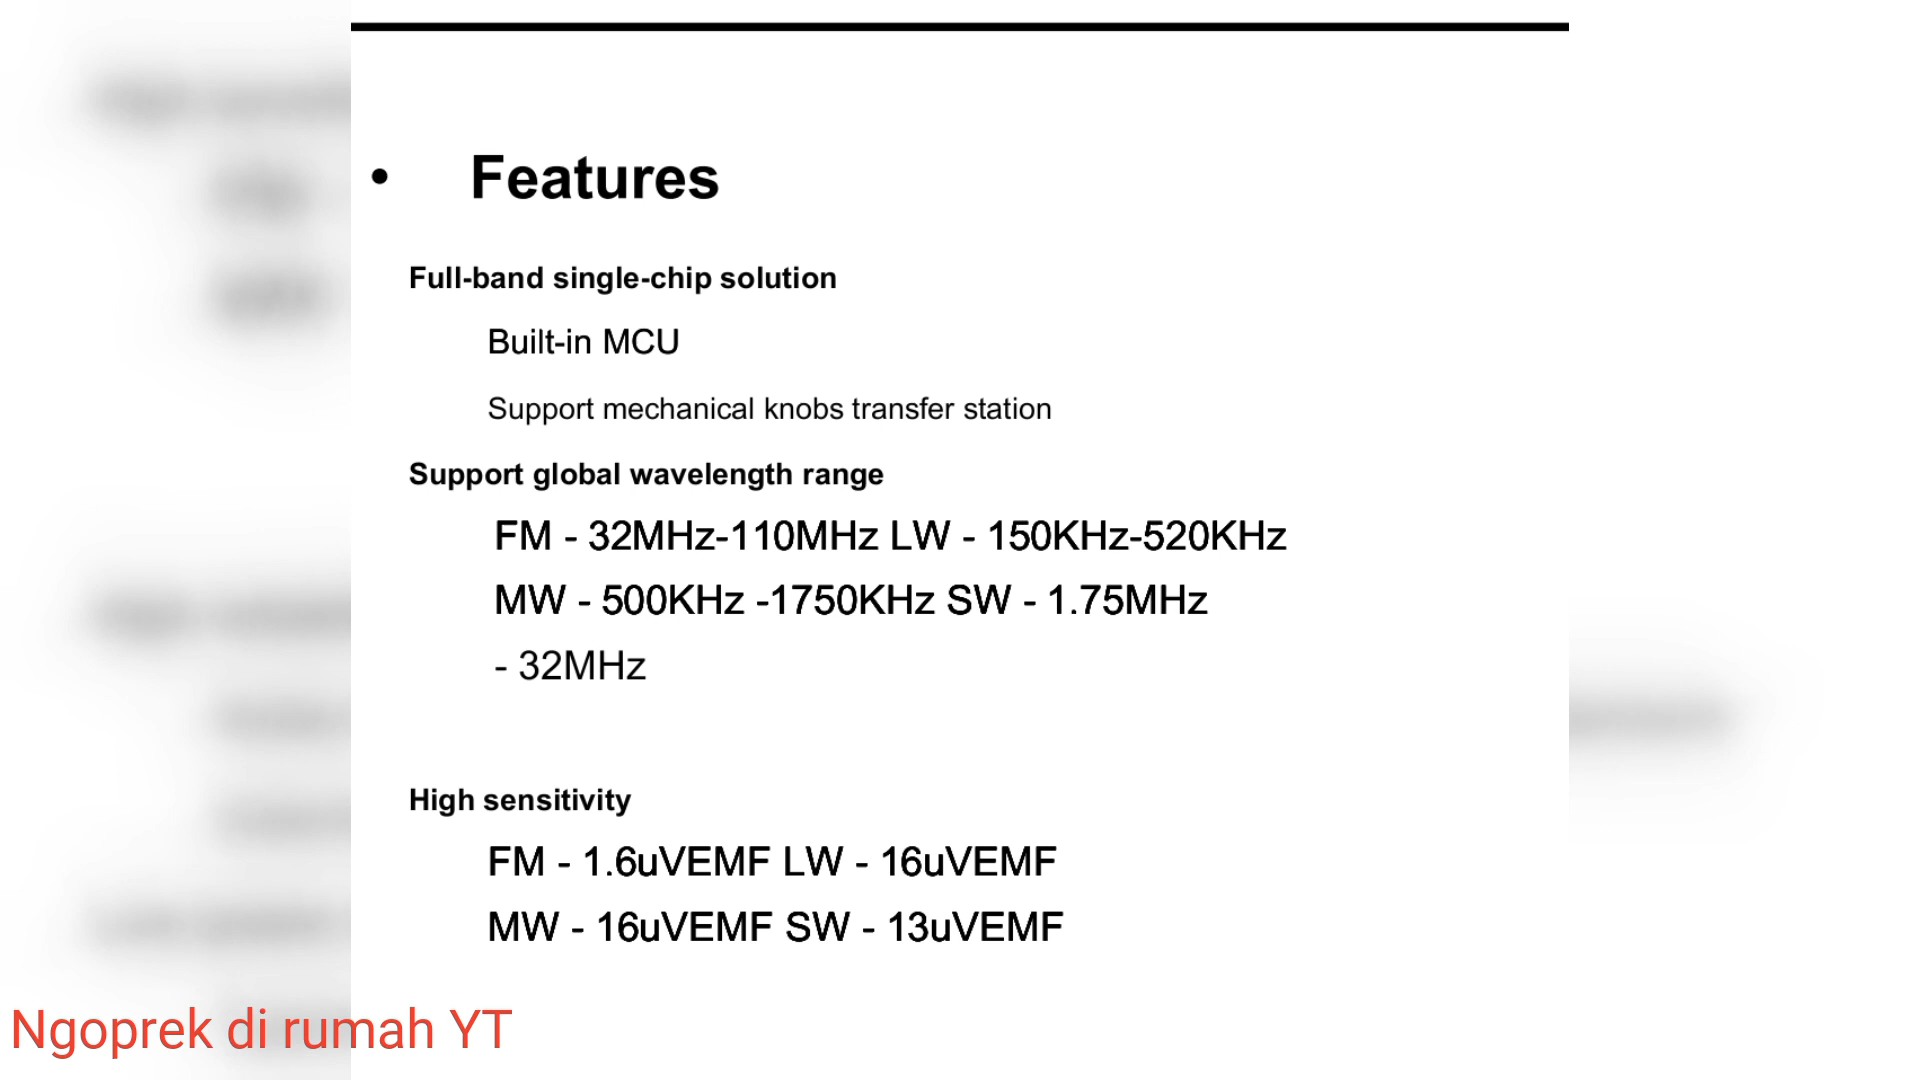 • Features
Full-band single-chip solution
Built-in MCU
Support mechanical knobs transfer station
Support global wavelength range
FM - 32MHz-110MHz LW - 150KHz-520KHz
MW - 500KHz -1750KHz SW - 1.75MHz
- 32MHz
High sensitivity
FM - 1.6uVEMF LW - 16uVEMF
MW - 16uVEMF SW - 13uVEMF
Ngoprek di rumah YT